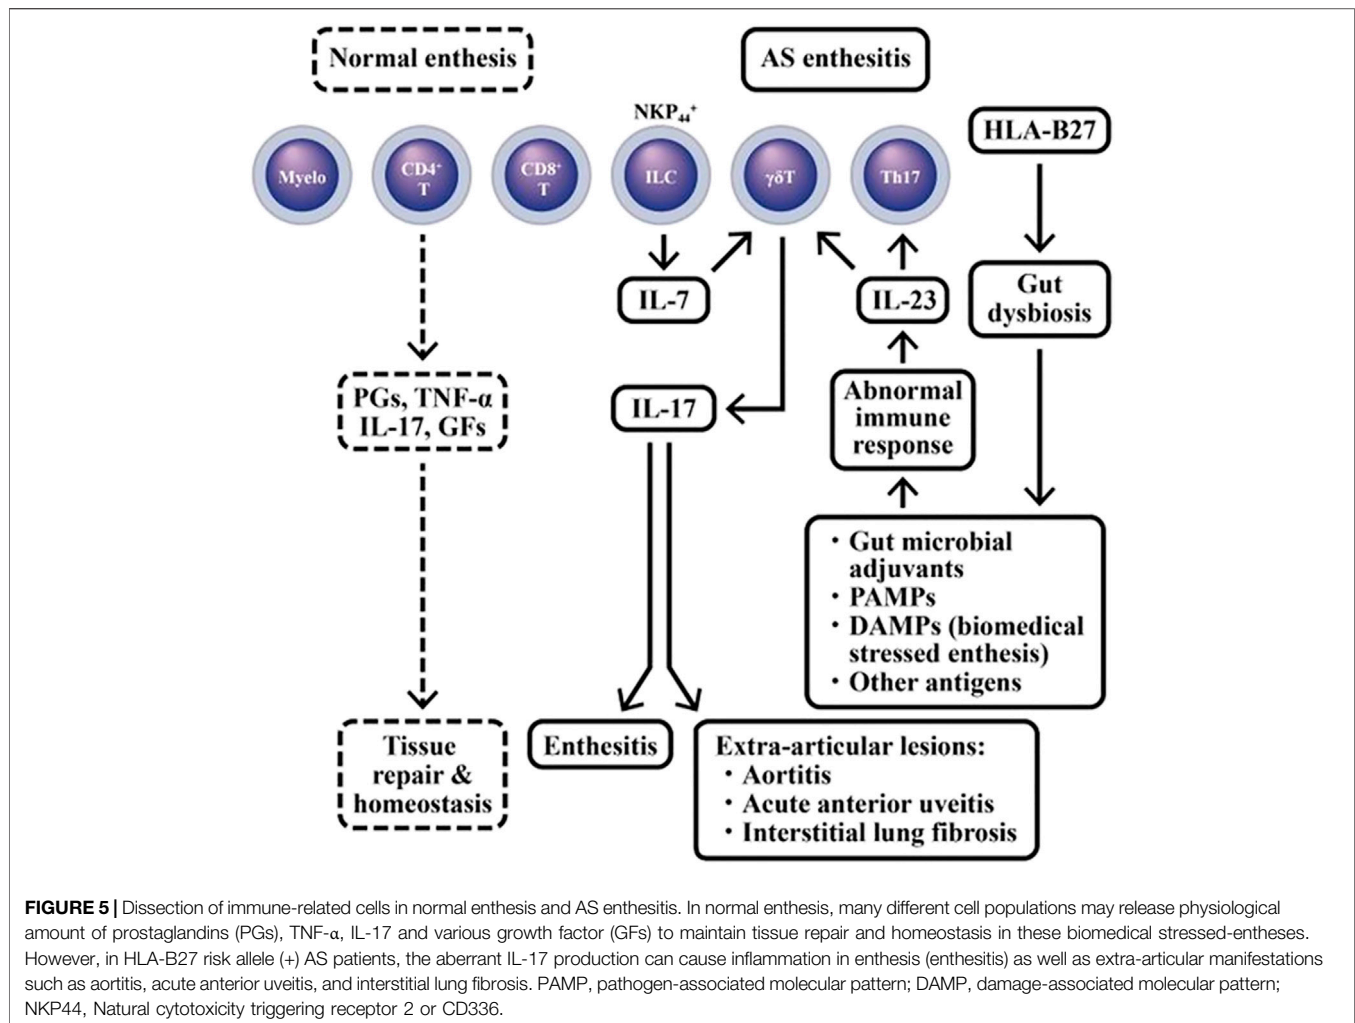 Normal enthesis
AS enthesitis
NKP44+
HLA-B27
Myelo
CD4+
T
CD8+
T
ILC
γδT
Th17
IL-7
IL-23
Gut
dysbiosis
PGs, TNF-α
IL-17, GFs
IL-17
Abnormal
immune
response
• Gut microbial
adjuvants
• PAMPs
• DAMPs (biomedical
stressed enthesis)
• Other antigens
Tissue
repair &
homeostasis
Enthesitis
Extra-articular lesions:
• Aortitis
• Acute anterior uveitis
• Interstitial lung fibrosis
FIGURE 5 | Dissection of immune-related cells in normal enthesis and AS enthesitis. In normal enthesis, many different cell populations may release physiological
amount of prostaglandins (PGs), TNF-α, IL-17 and various growth factor (GFs) to maintain tissue repair and homeostasis in these biomedical stressed-entheses.
However, in HLA-B27 risk allele (+) AS patients, the aberrant IL-17 production can cause inflammation in enthesis (enthesitis) as well as extra-articular manifestations
such as aortitis, acute anterior uveitis, and interstitial lung fibrosis. PAMP, pathogen-associated molecular pattern; DAMP, damage-associated molecular pattern;
NKP44, Natural cytotoxicity triggering receptor 2 or CD336.